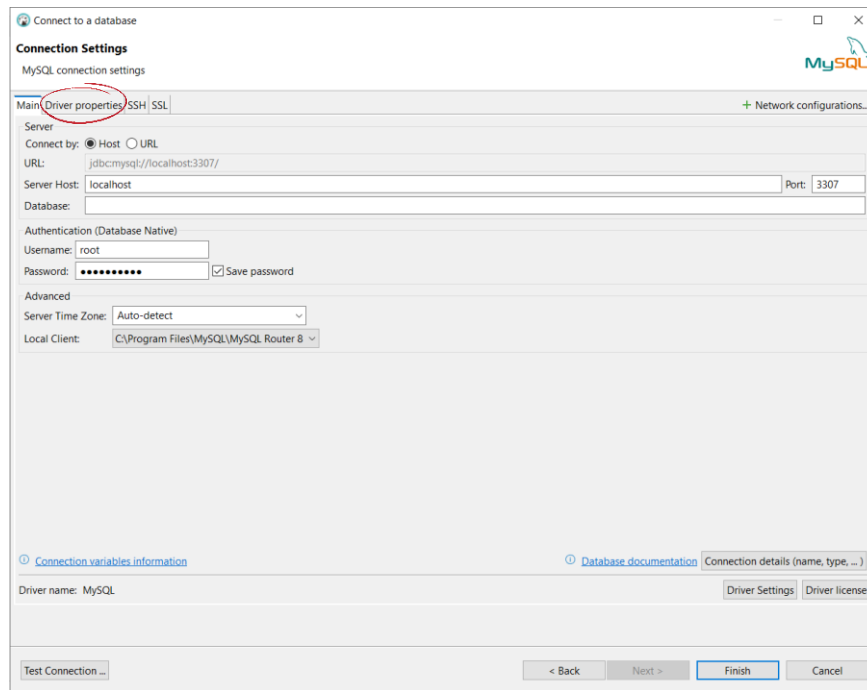 Connect to a database
Connection Settings
MySQL connection settings
MySQL
Main Driver properties SSH SSL
+ Network configurations...
Server
Connect by: Host URL
URL: jdbc:mysql://localhost:3307/
Server Host: localhost Port: 3307
Database:
Authentication (Database Native)
Username: root
Password: ●●●●●●●●●● Save password
Advanced
Server Time Zone: Auto-detect
Local Client: C:\Program Files\MySQL\MySQL Router 8
Connection variables information
Database documentation Connection details (name, type, ... )
Driver name: MySQL
Driver Settings Driver license
Test Connection ...
< Back Next > Finish Cancel